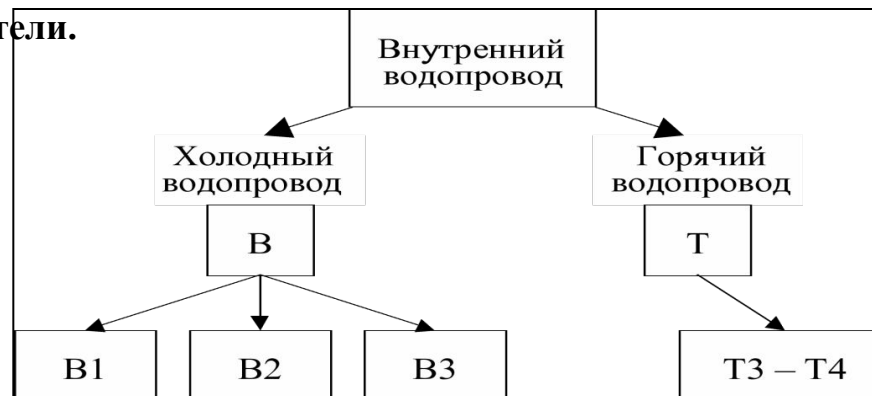 тели.
Внутренний
водопровод
Холодный
водопровод
Горячий
водопровод
В
Т
В1
В2
В3
Т3 – Т4